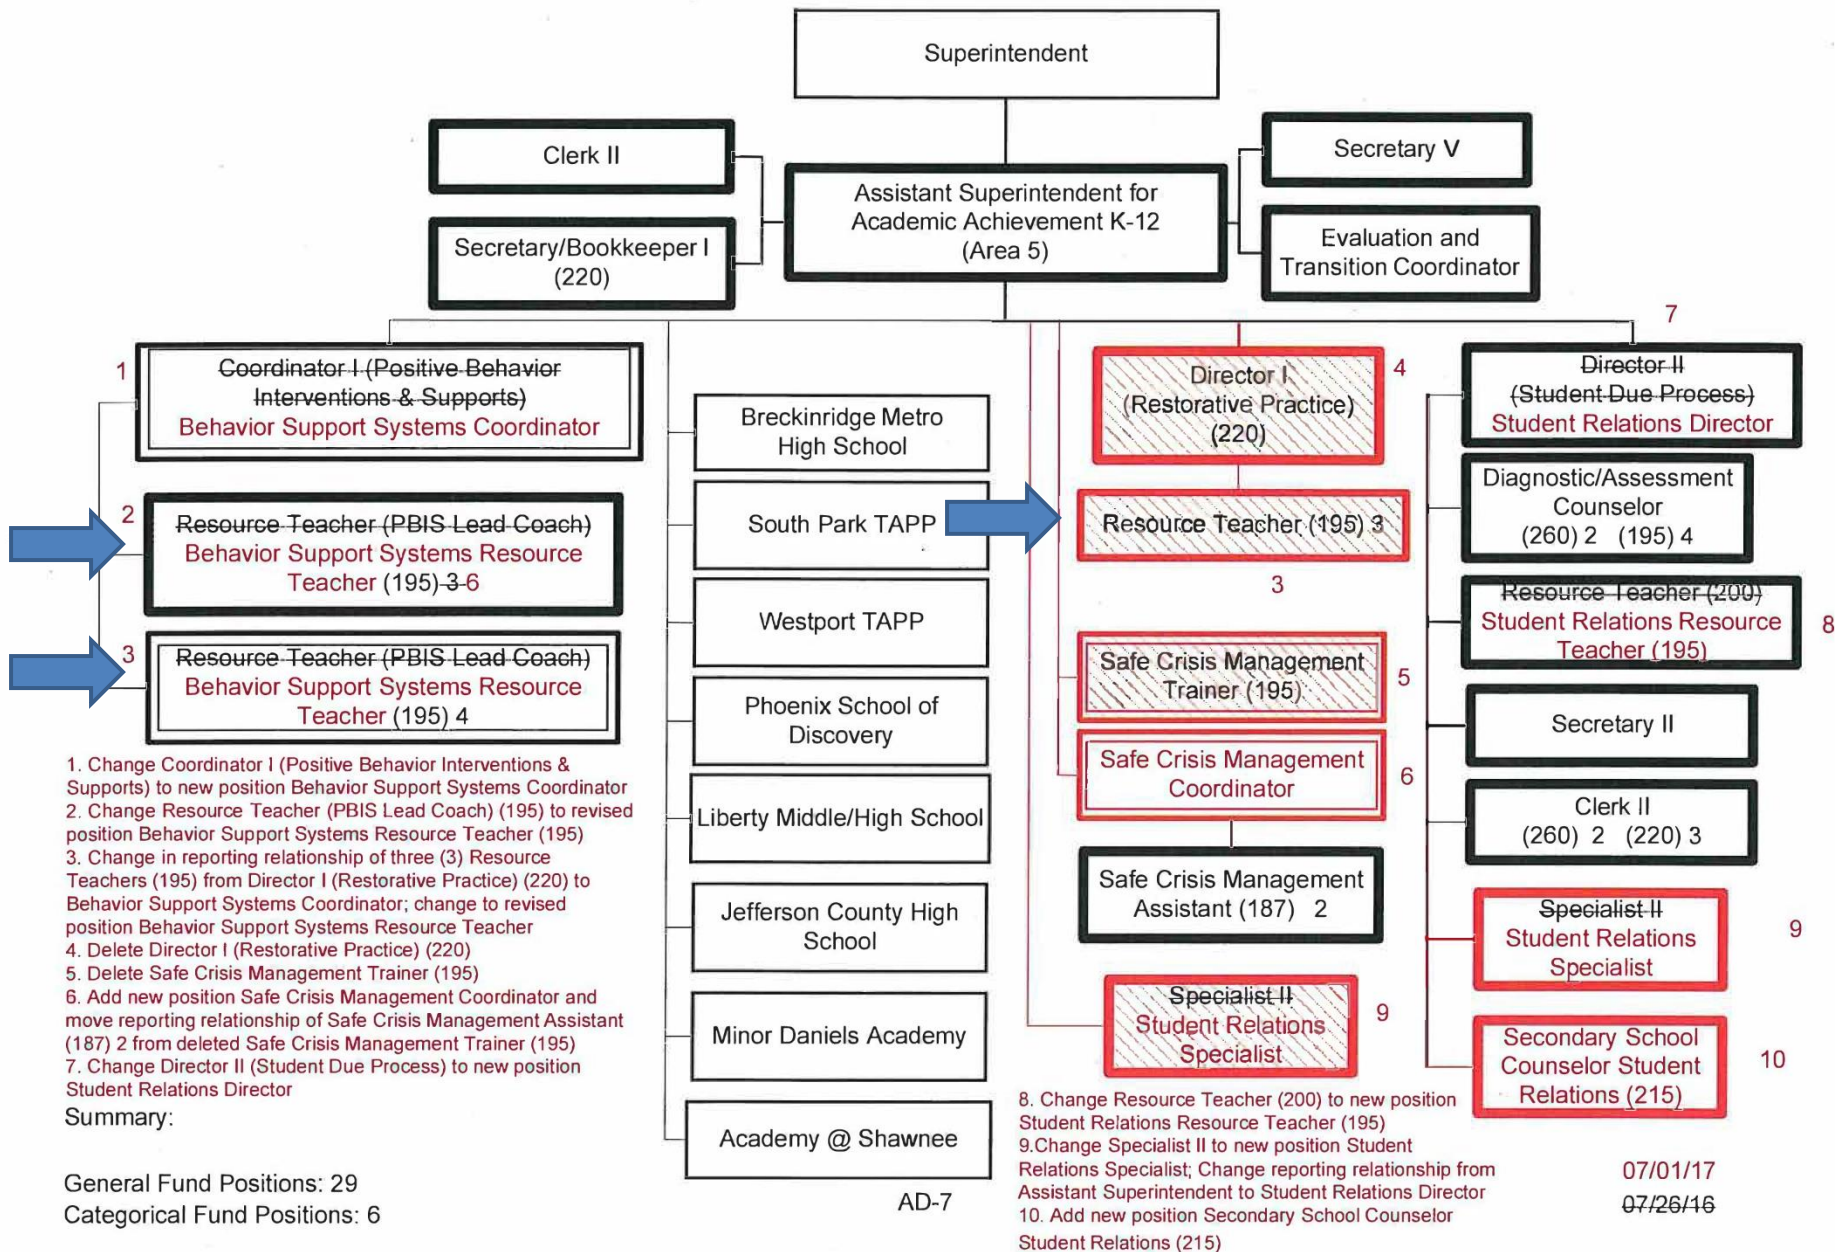 Superintendent
Clerk II
Secretary V
Assistant Superintendent for
Academic Achievement K-12
(Area 5)
Secretary/Bookkeeper I
(220)
Evaluation and
Transition Coordinator
1
Coordinator I (Positive Behavior
Interventions & Supports)
Behavior Support Systems Coordinator
2
Resource Teacher (PBIS Lead Coach)
Behavior Support Systems Resource
Teacher (195) 3 6
3
Resource Teacher (PBIS Lead Coach)
Behavior Support Systems Resource
Teacher (195) 4
Breckinridge Metro
High School
South Park TAPP
Westport TAPP
Phoenix School of
Discovery
Liberty Middle/High School
Jefferson County High
School
Minor Daniels Academy
Academy @ Shawnee
4
Director I
(Restorative Practice)
(220)
Resource Teacher (195) 3
3
Safe Crisis Management
Trainer (195)
5
Safe Crisis Management
Coordinator
6
Safe Crisis Management
Assistant (187) 2
Specialist II
Student Relations
Specialist
9
7
Director II
(Student Due Process)
Student Relations Director
Diagnostic/Assessment
Counselor
(260) 2 (195) 4
Resource Teacher (200)
Student Relations Resource
Teacher (195)
8
Secretary II
Clerk II
(260) 2 (220) 3
Specialist II
Student Relations
Specialist
9
Secondary School
Counselor Student
Relations (215)
10
1. Change Coordinator I (Positive Behavior Interventions &
Supports) to new position Behavior Support Systems Coordinator
2. Change Resource Teacher (PBIS Lead Coach) (195) to revised
position Behavior Support Systems Resource Teacher (195)
3. Change in reporting relationship of three (3) Resource
Teachers (195) from Director I (Restorative Practice) (220) to
Behavior Support Systems Coordinator; change to revised
position Behavior Support Systems Resource Teacher
4. Delete Director I (Restorative Practice) (220)
5. Delete Safe Crisis Management Trainer (195)
6. Add new position Safe Crisis Management Coordinator and
move reporting relationship of Safe Crisis Management Assistant
(187) 2 from deleted Safe Crisis Management Trainer (195)
7. Change Director II (Student Due Process) to new position
Student Relations Director
Summary:
General Fund Positions: 29
Categorical Fund Positions: 6
AD-7
8. Change Resource Teacher (200) to new position
Student Relations Resource Teacher (195)
9.Change Specialist II to new position Student
Relations Specialist; Change reporting relationship from
Assistant Superintendent to Student Relations Director
10. Add new position Secondary School Counselor
Student Relations (215)
07/01/17
07/26/16